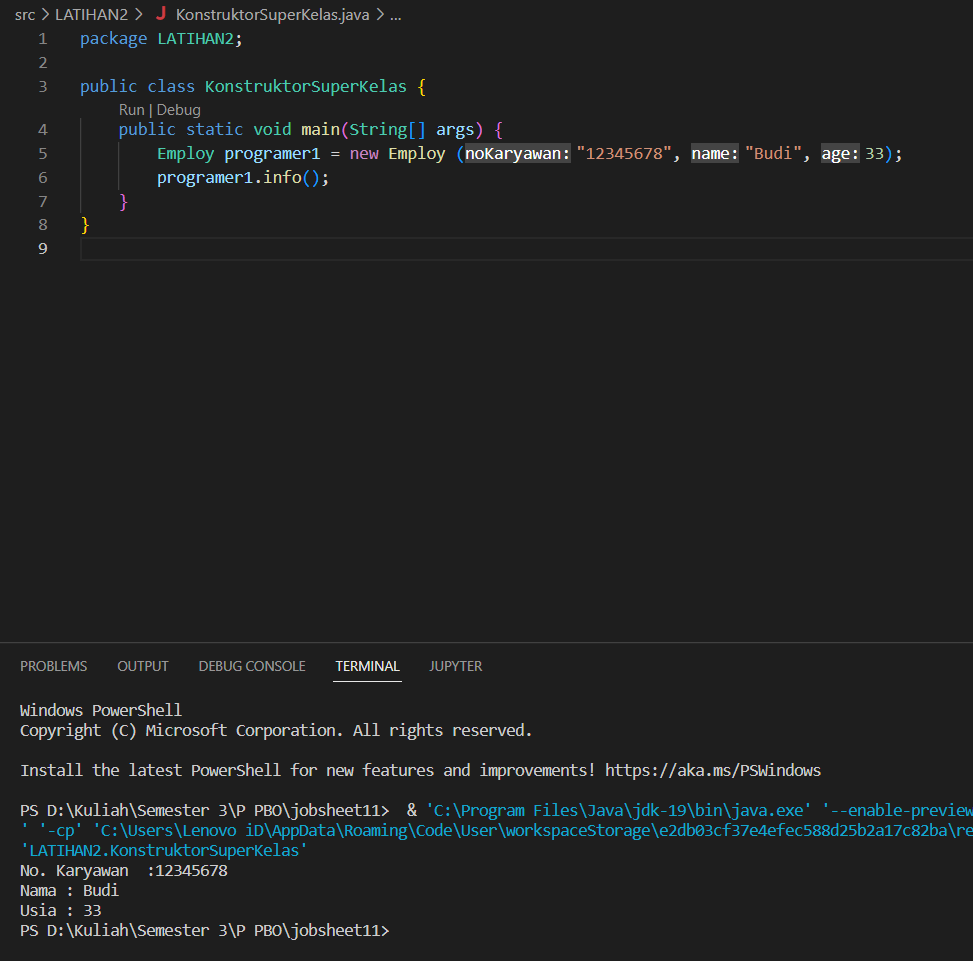 src > LATIHAN2 > J KonstruktorSuperKelas.java > ...
1 package LATIHAN2;
2
3 public class KonstruktorSuperKelas {
Run | Debug
4 public static void main(String[] args) {
5 Employ programer1 = new Employ (noKaryawan: "12345678", name: "Budi", age: 33);
6 programer1.info();
7 }
8 }
9
PROBLEMS OUTPUT DEBUG CONSOLE TERMINAL JUPYTER
Windows PowerShell
Copyright (C) Microsoft Corporation. All rights reserved.
Install the latest PowerShell for new features and improvements! https://aka.ms/PSWindows
PS D:\Kuliah\Semester 3\P PBO\jobsheet11> & 'C:\Program Files\Java\jdk-19\bin\java.exe' '--enable-preview
' '-cp' 'C:\Users\Lenovo iD\AppData\Roaming\Code\User\workspaceStorage\e2db03cf37e4efec588d25b2a17c82ba\re
'LATIHAN2.KonstruktorSuperKelas'
No. Karyawan :12345678
Nama : Budi
Usia : 33
PS D:\Kuliah\Semester 3\P PBO\jobsheet11>